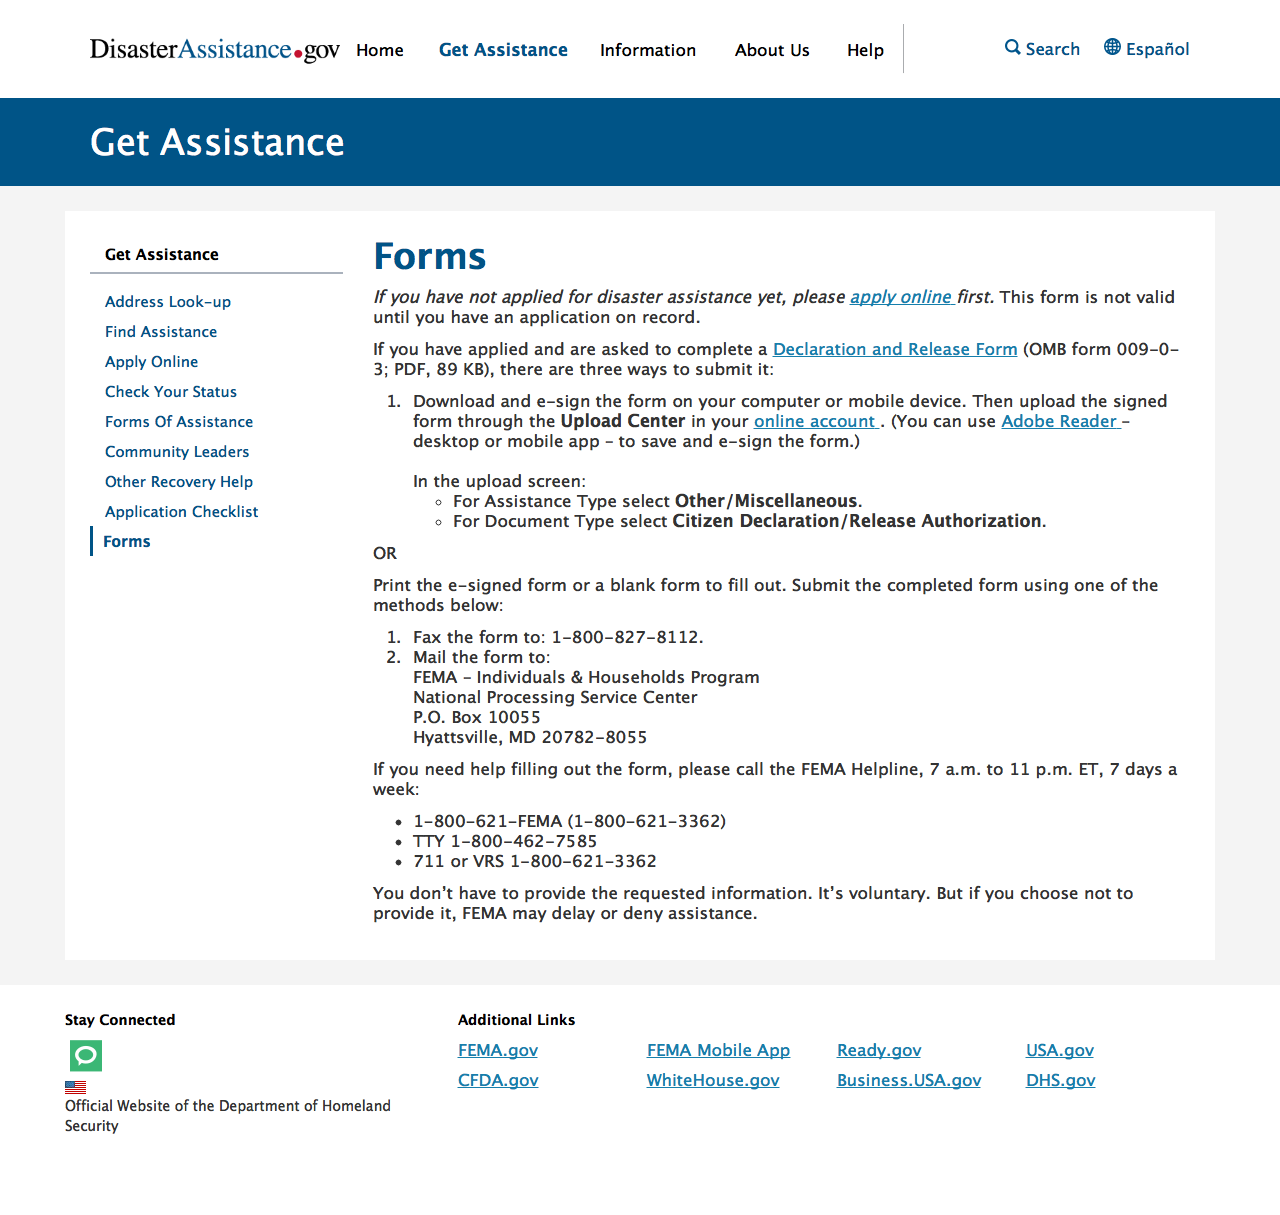 DisasterAssistance.gov Home Get Assistance Information About Us Help Search Español
Get Assistance
Get Assistance
Address Look-up
Find Assistance
Apply Online
Check Your Status
Forms Of Assistance
Community Leaders
Other Recovery Help
Application Checklist
Forms
Forms
If you have not applied for disaster assistance yet, please apply online first. This form is not valid
until you have an application on record.
If you have applied and are asked to complete a Declaration and Release Form (OMB form 009-0-
3; PDF, 89 KB), there are three ways to submit it:
1. Download and e-sign the form on your computer or mobile device. Then upload the signed
form through the Upload Center in your online account . (You can use Adobe Reader –
desktop or mobile app – to save and e-sign the form.)
In the upload screen:
◦ For Assistance Type select Other/Miscellaneous.
◦ For Document Type select Citizen Declaration/Release Authorization.
OR
Print the e-signed form or a blank form to fill out. Submit the completed form using one of the
methods below:
1. Fax the form to: 1-800-827-8112.
2. Mail the form to:
FEMA – Individuals & Households Program
National Processing Service Center
P.O. Box 10055
Hyattsville, MD 20782-8055
If you need help filling out the form, please call the FEMA Helpline, 7 a.m. to 11 p.m. ET, 7 days a
week:
• 1-800-621-FEMA (1-800-621-3362)
• TTY 1-800-462-7585
• 711 or VRS 1-800-621-3362
You don’t have to provide the requested information. It’s voluntary. But if you choose not to
provide it, FEMA may delay or deny assistance.
Stay Connected
Official Website of the Department of Homeland
Security
Additional Links
FEMA.gov FEMA Mobile App Ready.gov USA.gov
CFDA.gov WhiteHouse.gov Business.USA.gov DHS.gov